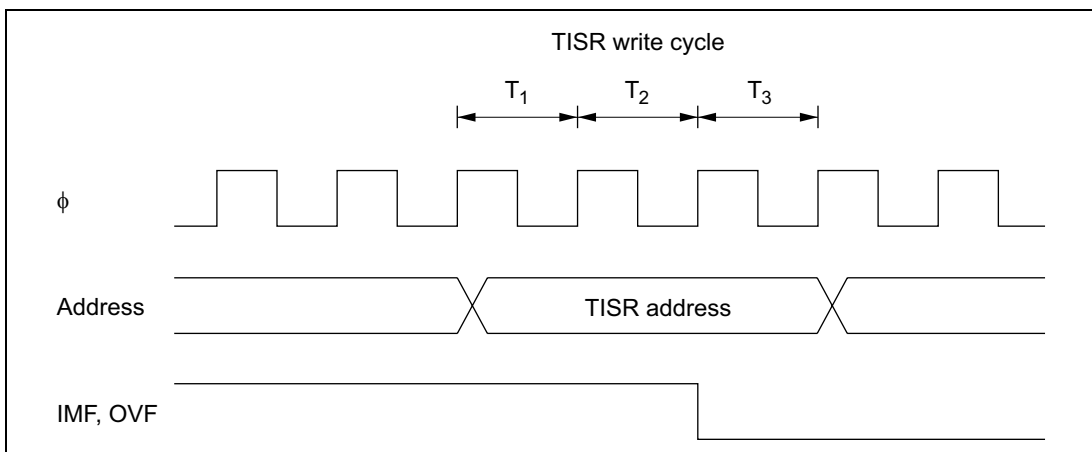 TISR write cycle
T1 T2 T3
ϕ
Address TISR address
IMF, OVF